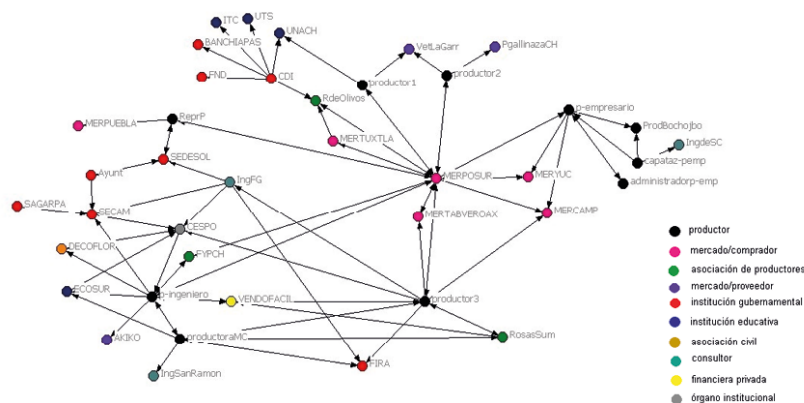 ITC
UTS
UNACH
BANCHIAPAS
VetLaGarr
PgallinazaCH
FND
CDI
productor1
productor2
RdeOlivos
p-empresario
ReprP
MERPUEBLA
ProdBochojbo
MERTUXTLA
IngdeSC
SEDESOL
capataz-pemp
Ayunt
IngFG
MERPOSUR
MERYUC
administradorp-emp
SAGARPA
SECAM
MERTABVEROAX
MERCAMP
CESPO
productor
DECOFLOR
FYPCH
mercado/comprador
asociación de productores
mercado/proveedor
ECOSUR
p-ingeniero
VENDOFACIL
productor3
institución gubernamental
institución educativa
AKIKO
productoraMC
RosasSum
asociación civil
consultor
IngSanRamon
FIRA
financiera privada
órgano institucional